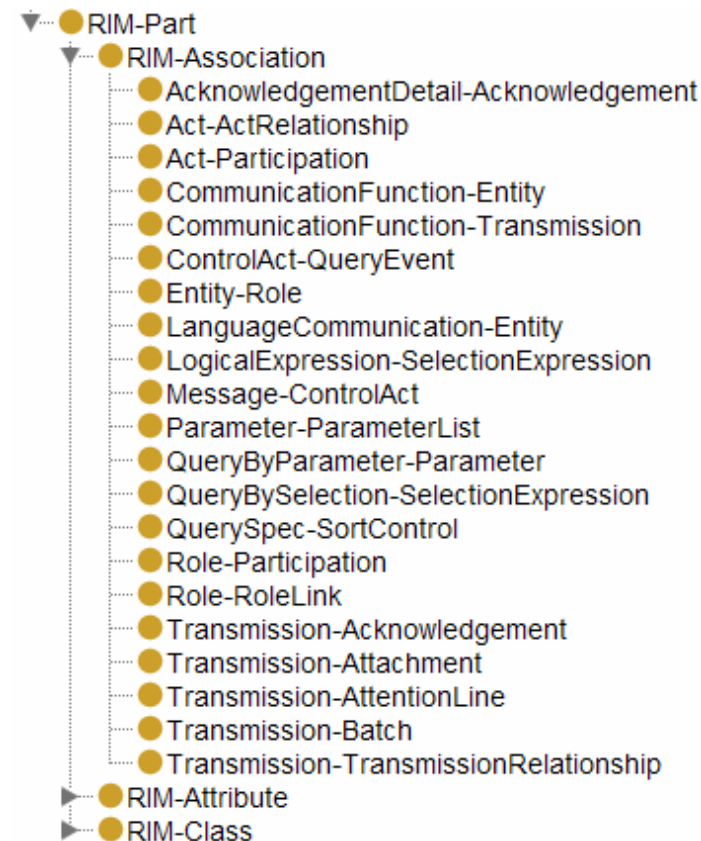 RIM-Part
RIM-Association
AcknowledgementDetail-Acknowledgement
Act-ActRelationship
Act-Participation
CommunicationFunction-Entity
CommunicationFunction-Transmission
ControlAct-QueryEvent
Entity-Role
LanguageCommunication-Entity
LogicalExpression-SelectionExpression
Message-ControlAct
Parameter-ParameterList
QueryByParameter-Parameter
QueryBySelection-SelectionExpression
QuerySpec-SortControl
Role-Participation
Role-RoleLink
Transmission-Acknowledgement
Transmission-Attachment
Transmission-AttentionLine
Transmission-Batch
Transmission-TransmissionRelationship
RIM-Attribute
RIM-Class